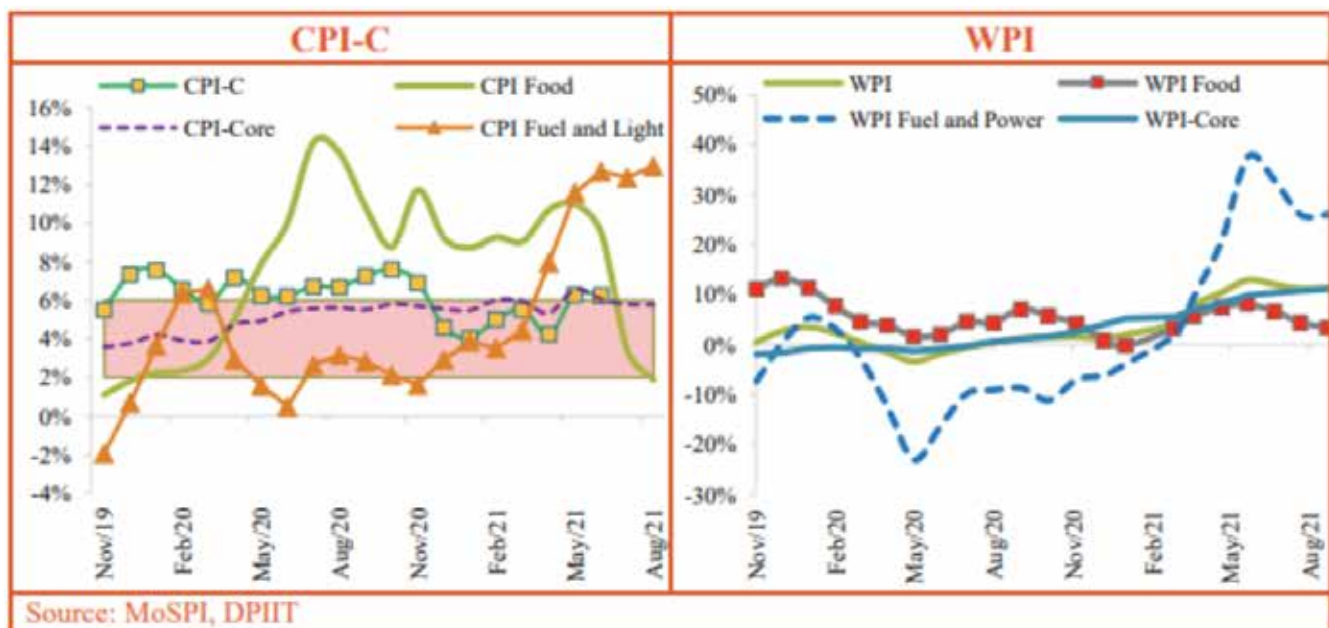 CPI-C
WPI
CPI-C
CPI Food
CPI-Core
CPI Fuel and Light
16%
14%
12%
10%
8%
6%
4%
2%
0%
-2%
-4%
Nov/19
Feb/20
May/20
Aug/20
Nov/20
Feb/21
May/21
Aug/21
WPI
WPI Food
WPI Fuel and Power
WPI-Core
50%
40%
30%
20%
10%
0%
-10%
-20%
-30%
Nov/19
Feb/20
May/20
Aug/20
Nov/20
Feb/21
May/21
Aug/21
Source: MoSPI, DPIIT